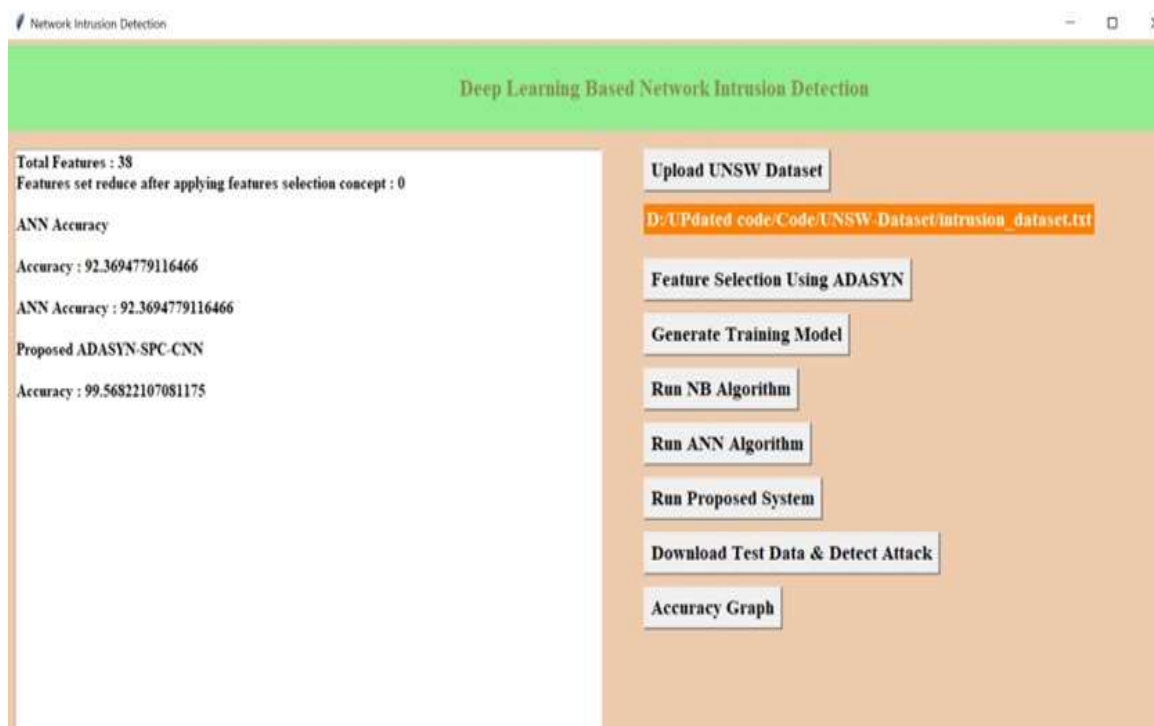 Network Intrusion Detection
Deep Learning Based Network Intrusion Detection
Total Features : 38
Features set reduce after applying features selection concept : 0
ANN Accuracy
Accuracy : 92.3694779116466
ANN Accuracy : 92.3694779116466
Proposed ADASYN-SPC-CNN
Accuracy : 99.56822107081175
Upload UNSW Dataset
D:/UPdated code/Code/UNSW-Dataset/intrusion_dataset.txt
Feature Selection Using ADASYN
Generate Training Model
Run NB Algorithm
Run ANN Algorithm
Run Proposed System
Download Test Data & Detect Attack
Accuracy Graph